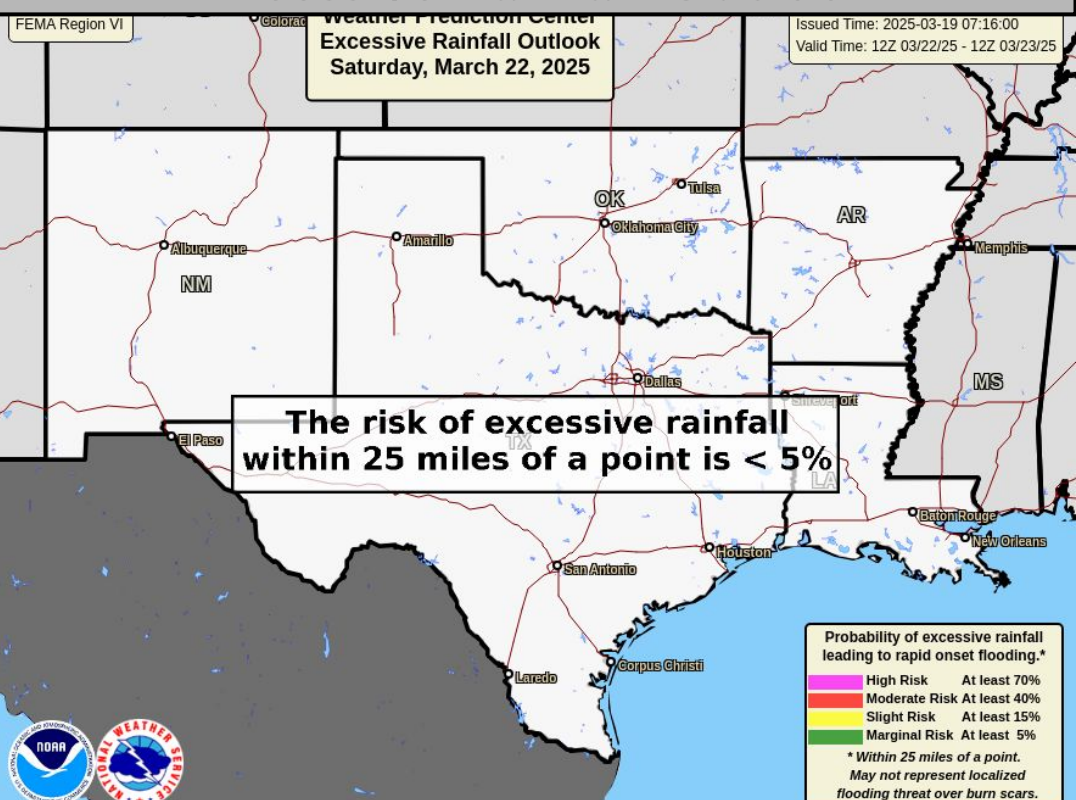 FEMA Region VI
Weather Prediction Center
Excessive Rainfall Outlook
Saturday, March 22, 2025
Issued Time: 2025-03-19 07:16:00
Valid Time: 12Z 03/22/25 - 12Z 03/23/25
Colorad
Tulsa
OK
Oklahoma City
AR
Amarillo
Albuquerque
Memphis
NM
Dallas
MS
Shreveport
The risk of excessive rainfall
within 25 miles of a point is < 5%
El Paso
TX
LA
Baton Rouge
New Orleans
Houston
San Antonio
Corpus Christi
Laredo
Probability of excessive rainfall
leading to rapid onset flooding.*
High Risk At least 70%
Moderate Risk At least 40%
Slight Risk At least 15%
Marginal Risk At least 5%
* Within 25 miles of a point.
May not represent localized
flooding threat over burn scars.
NOAA
NATIONAL WEATHER SERVICE